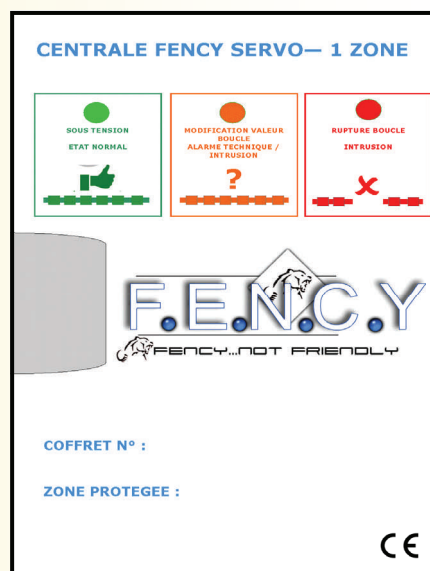 CENTRALE FENCY SERVO— 1 ZONE
SOUS TENSION
ETAT NORMAL
MODIFICATION VALEUR
BOUCLE
ALARME TECHNIQUE /
INTRUSION
?
RUPTURE BOUCLE
INTRUSION
F.E.N.C.Y
FENCY...NOT FRIENDLY
COFFRET N° :
ZONE PROTEGEE :
CE